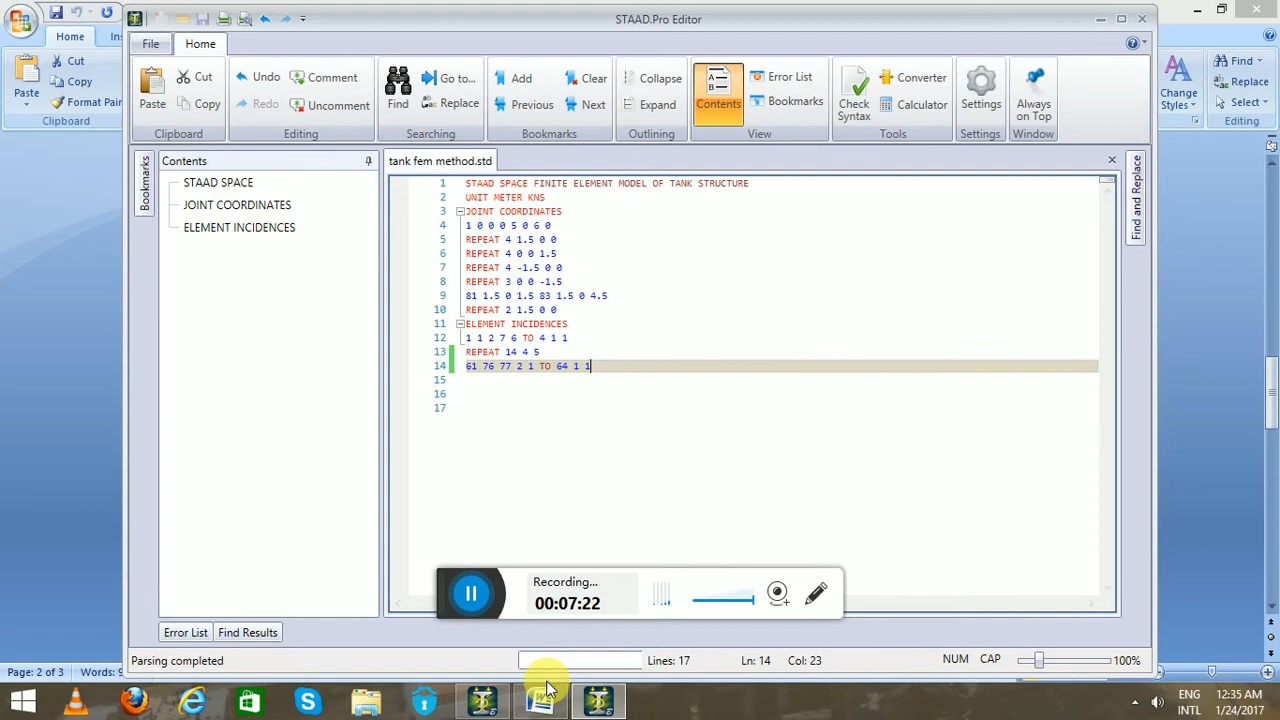 STAAD.Pro Editor
Home
Ins
Cut
Copy
Format Pai
Paste
Clipboard
File
Home
Paste
Cut
Copy
Clipboard
Undo
Redo
Comment
Uncomment
Editing
Find
Go to...
Replace
Searching
Add
Previous
Clear
Next
Bookmarks
Collapse
Expand
Outlining
Contents
Error List
Bookmarks
View
Check
Syntax
Converter
Calculator
Tools
Settings
Settings
Always
on Top
Window
Change
Styles
Find
Replace
Select
Editing
Bookmarks
Contents
STAAD SPACE
JOINT COORDINATES
ELEMENT INCIDENCES
tank fem method.std
Find and Replace
1 STAAD SPACE FINITE ELEMENT MODEL OF TANK STRUCTURE
2 UNIT METER KNS
3 JOINT COORDINATES
4 1 0 0 0 5 0 6 0
5 REPEAT 4 1.5 0 0
6 REPEAT 4 0 0 1.5
7 REPEAT 4 -1.5 0 0
8 REPEAT 3 0 0 -1.5
9 81 1.5 0 1.5 83 1.5 0 4.5
10 REPEAT 2 1.5 0 0
11 ELEMENT INCIDENCES
12 1 1 2 7 6 TO 4 1 1
13 REPEAT 14 4 5
14 61 76 77 2 1 TO 64 1 1
15
16
17
Recording...
00:07:22
Error List
Find Results
Parsing completed
Lines: 17
Ln: 14
NUM
CAP
100%
Page: 2 of 3
Words: 9
ENG
INTL
12:35 AM
1/24/2017